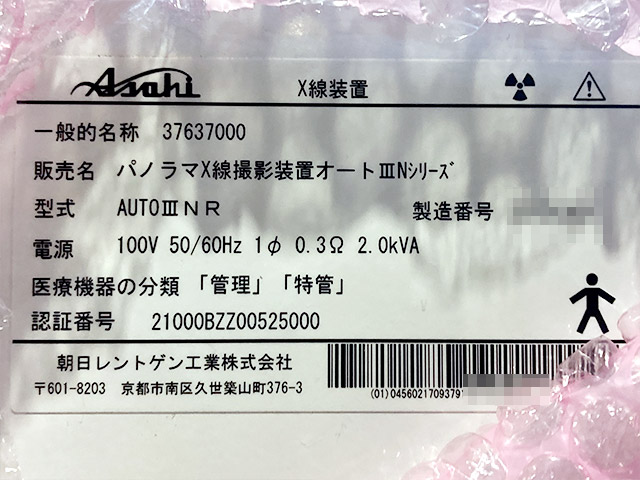 Asahi X線装置
一般的名称 37637000
販売名 パノラマX線撮影装置オートⅢNシリーズ
型式 AUTOⅢNR 製造番号
電源 100V 50/60Hz 1φ 0.3Ω 2.0kVA
医療機器の分類 「管理」「特管」
認証番号 21000BZZ00525000
朝日レントゲン工業株式会社
〒601-8203 京都市南区久世築山町376-3
(01)0456021709379